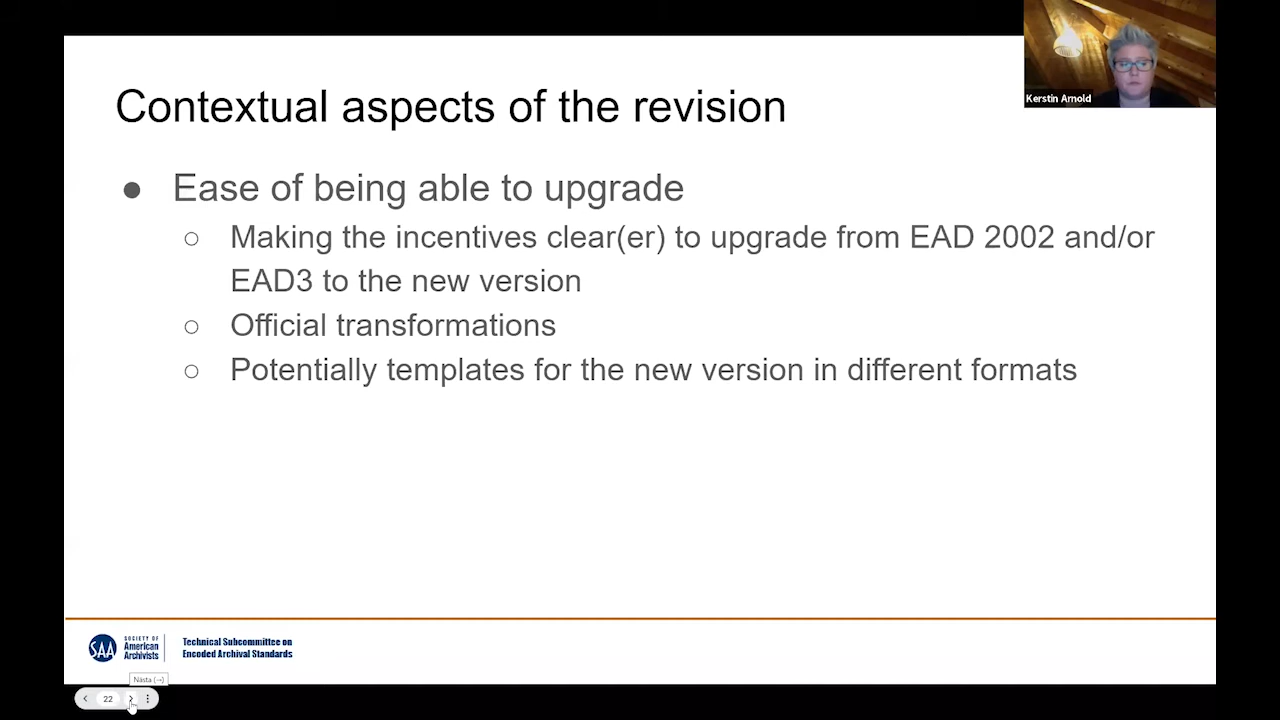 Kerstin Arnold
Contextual aspects of the revision
● Ease of being able to upgrade
○ Making the incentives clear(er) to upgrade from EAD 2002 and/or
EAD3 to the new version
○ Official transformations
○ Potentially templates for the new version in different formats
SAA
SOCIETY OF
American
Archivists
Technical Subcommittee on
Encoded Archival Standards
Nästa (→)
22